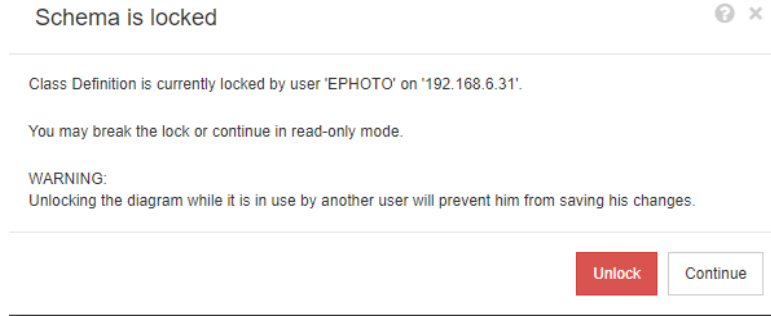 Schema is locked
Class Definition is currently locked by user 'EPHOTO' on '192.168.6.31'.
You may break the lock or continue in read-only mode.
WARNING:
Unlocking the diagram while it is in use by another user will prevent him from saving his changes.
Unlock
Continue